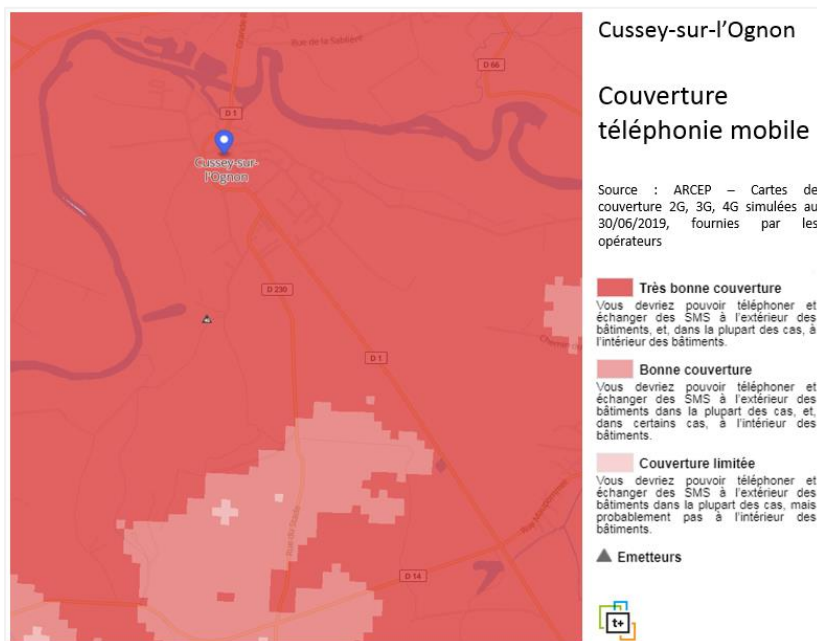 Cussey-sur-l'Ognon
Couverture
téléphonie mobile
Source : ARCEP – Cartes de
couverture 2G, 3G, 4G simulées au
30/06/2019, fournies par les
opérateurs
Très bonne couverture
Vous devriez pouvoir téléphoner et
échanger des SMS à l'extérieur des
bâtiments, et, dans la plupart des cas, à
l'intérieur des bâtiments.
Bonne couverture
Vous devriez pouvoir téléphoner et
échanger des SMS à l'extérieur des
bâtiments dans la plupart des cas, et,
dans certains cas, à l'intérieur des
bâtiments.
Couverture limitée
Vous devriez pouvoir téléphoner et
échanger des SMS à l'extérieur des
bâtiments dans la plupart des cas, mais
probablement pas à l'intérieur des
bâtiments.
Emetteurs
t+
Rue de la Sablière
D 66
D 1
Cussey-sur-
l'Ognon
D 230
D 1
Rue du Stade
D 14